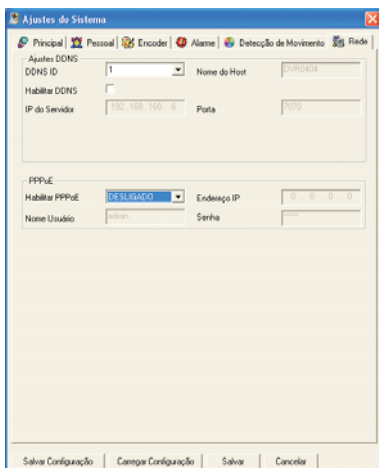 Ajustes do Sistema
Principal Pessoal Encoder Alarme Detecção de Movimento Rede
Ajustes DDNS
DDNS ID 1 Nome do Host DVR0404
Habilitar DDNS
IP do Servidor 192 . 168 . 160 . 6 Porta 7070
PPPoE
Habilitar PPPoE DESLIGADO Endereço IP 0 . 0 . 0 . 0
Nome Usuário admin Senha
Salvar Configuração Carregar Configuração Salvar Cancelar